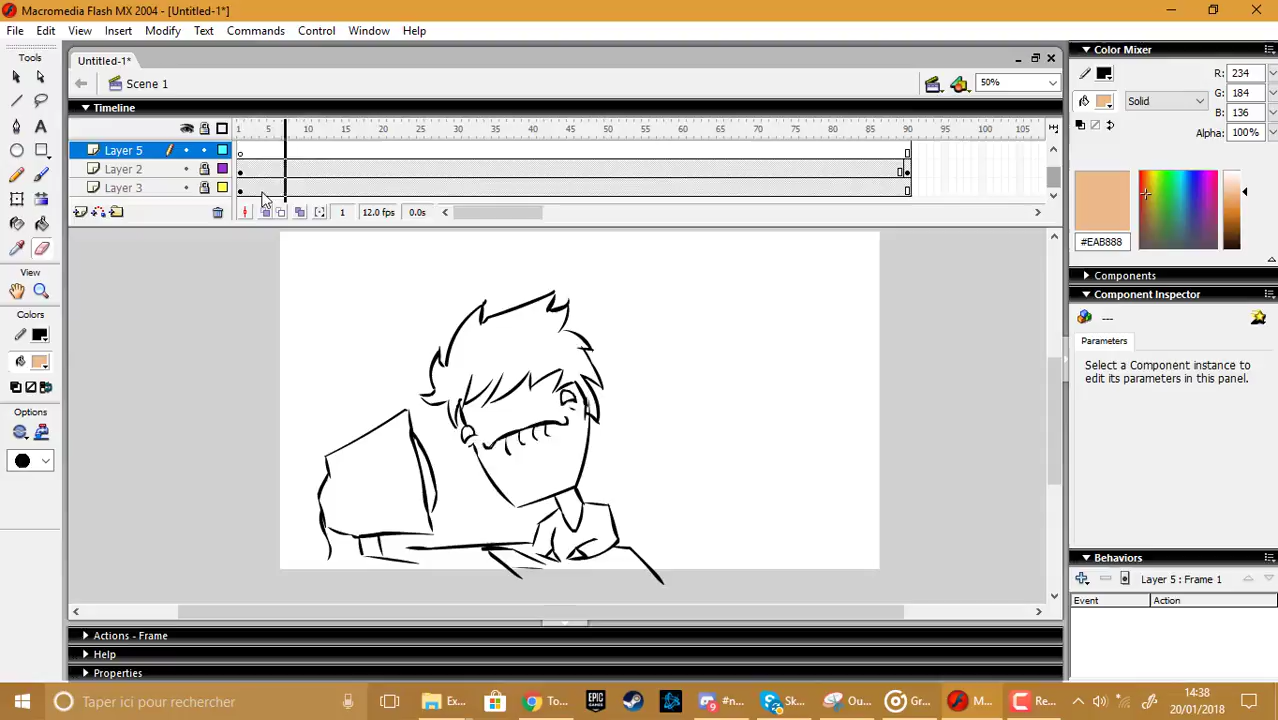 Macromedia Flash MX 2004 - [Untitled-1*]
File Edit View Insert Modify Text Commands Control Window Help
Tools
View
Colors
Options
Untitled-1*
Scene 1
50%
Timeline
1 5 10 15 20 25 30 35 40 45 50 55 60 65 70 75 80 85 90 95 100 105
Layer 5
Layer 2
Layer 3
1 12.0 fps 0.0s
Actions - Frame
Help
Properties
Color Mixer
R: 234
Solid
G: 184
B: 136
Alpha: 100%
#EAB888
Components
Component Inspector
---
Parameters
Select a Component instance to
edit its parameters in this panel.
Behaviors
Layer 5 : Frame 1
Event Action
Taper ici pour rechercher
Ex...
To...
EPIC GAMES
9
#n...
Sk...
Ou...
Gr...
M...
Re...
14:38
20/01/2018